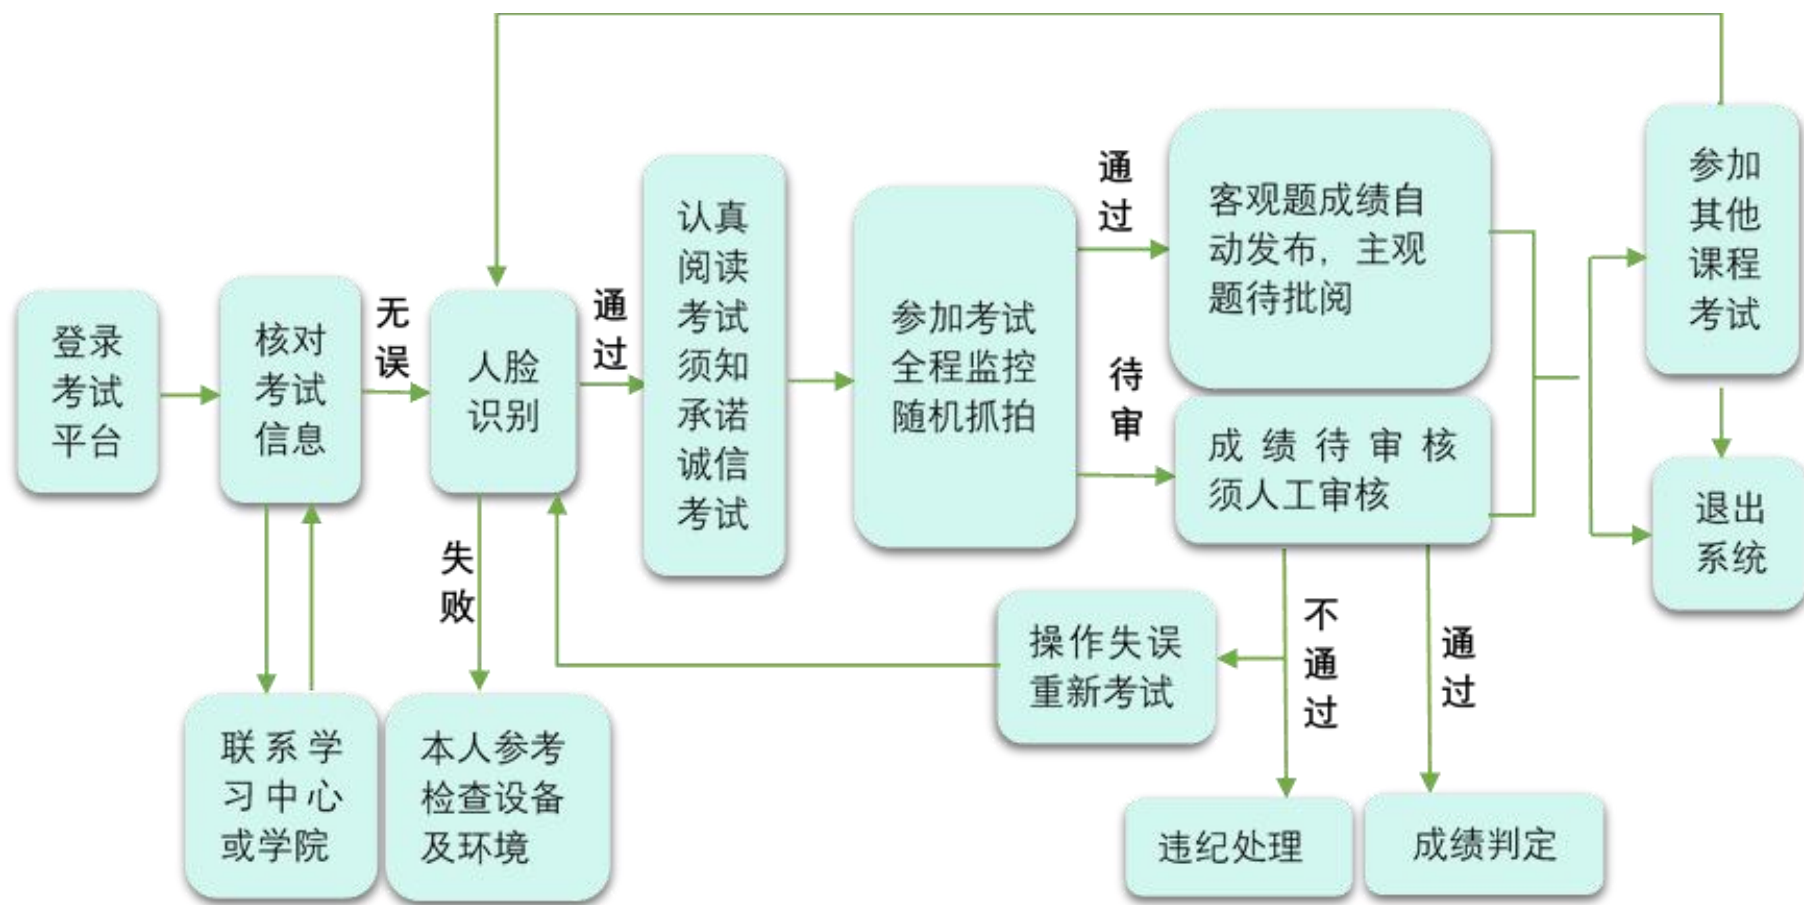 登录
考试
平台
核对
考试
信息
无
误
人脸
识别
通
过
认真
阅读
考试
须知
承诺
诚信
考试
参加考试
全程监控
随机抓拍
通
过
客观题成绩自
动发布，主观
题待批阅
待
审
成绩待审核
须人工审核
参加
其他
课程
考试
退出
系统
失
败
联系学
习中心
或学院
本人参考
检查设备
及环境
操作失误
重新考试
不
通
过
通
过
违纪处理
成绩判定